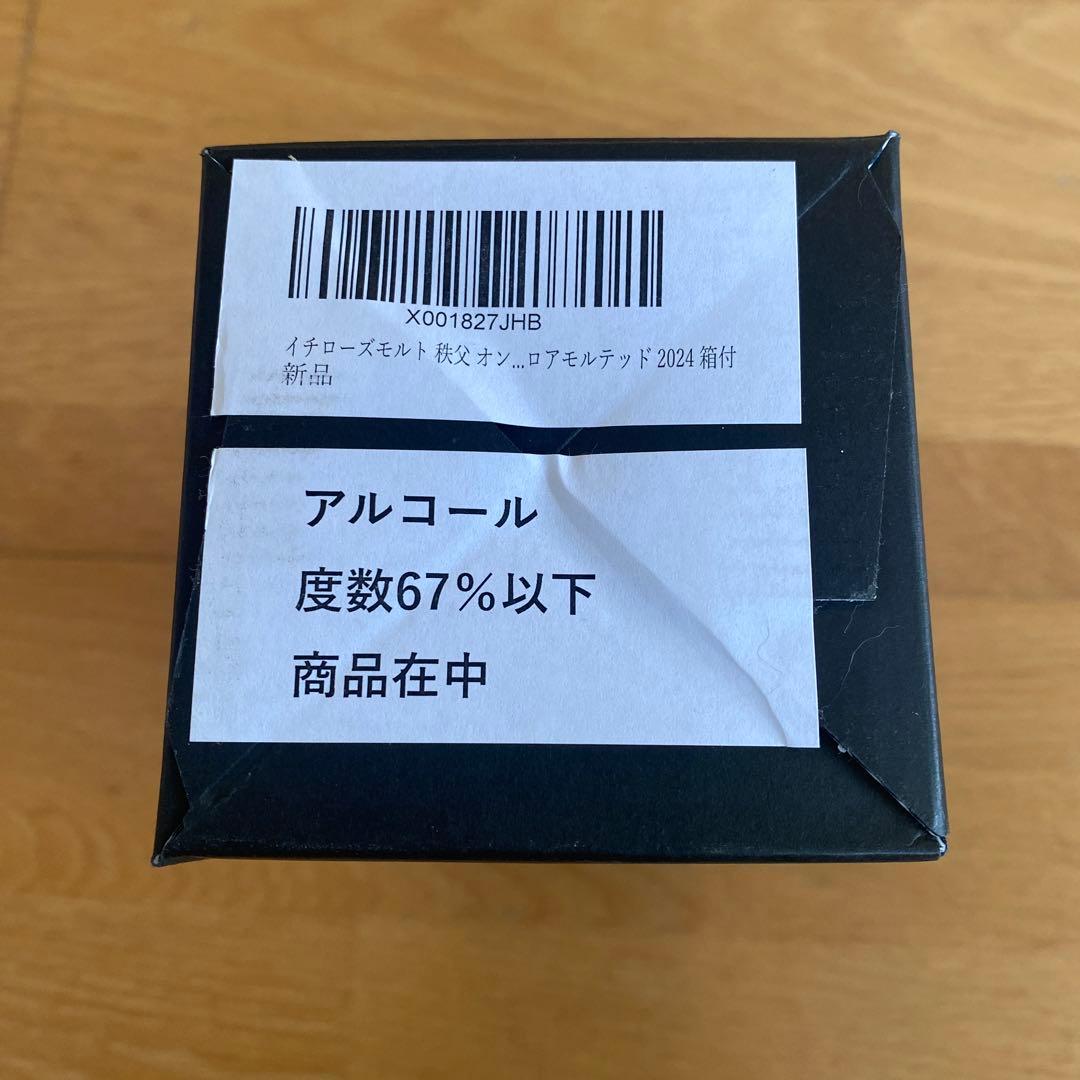 X001827JHB
イチローズモルト 秩父 オン...ロアモルテッド 2024 箱付
新品
アルコール
度数67%以下
商品在中